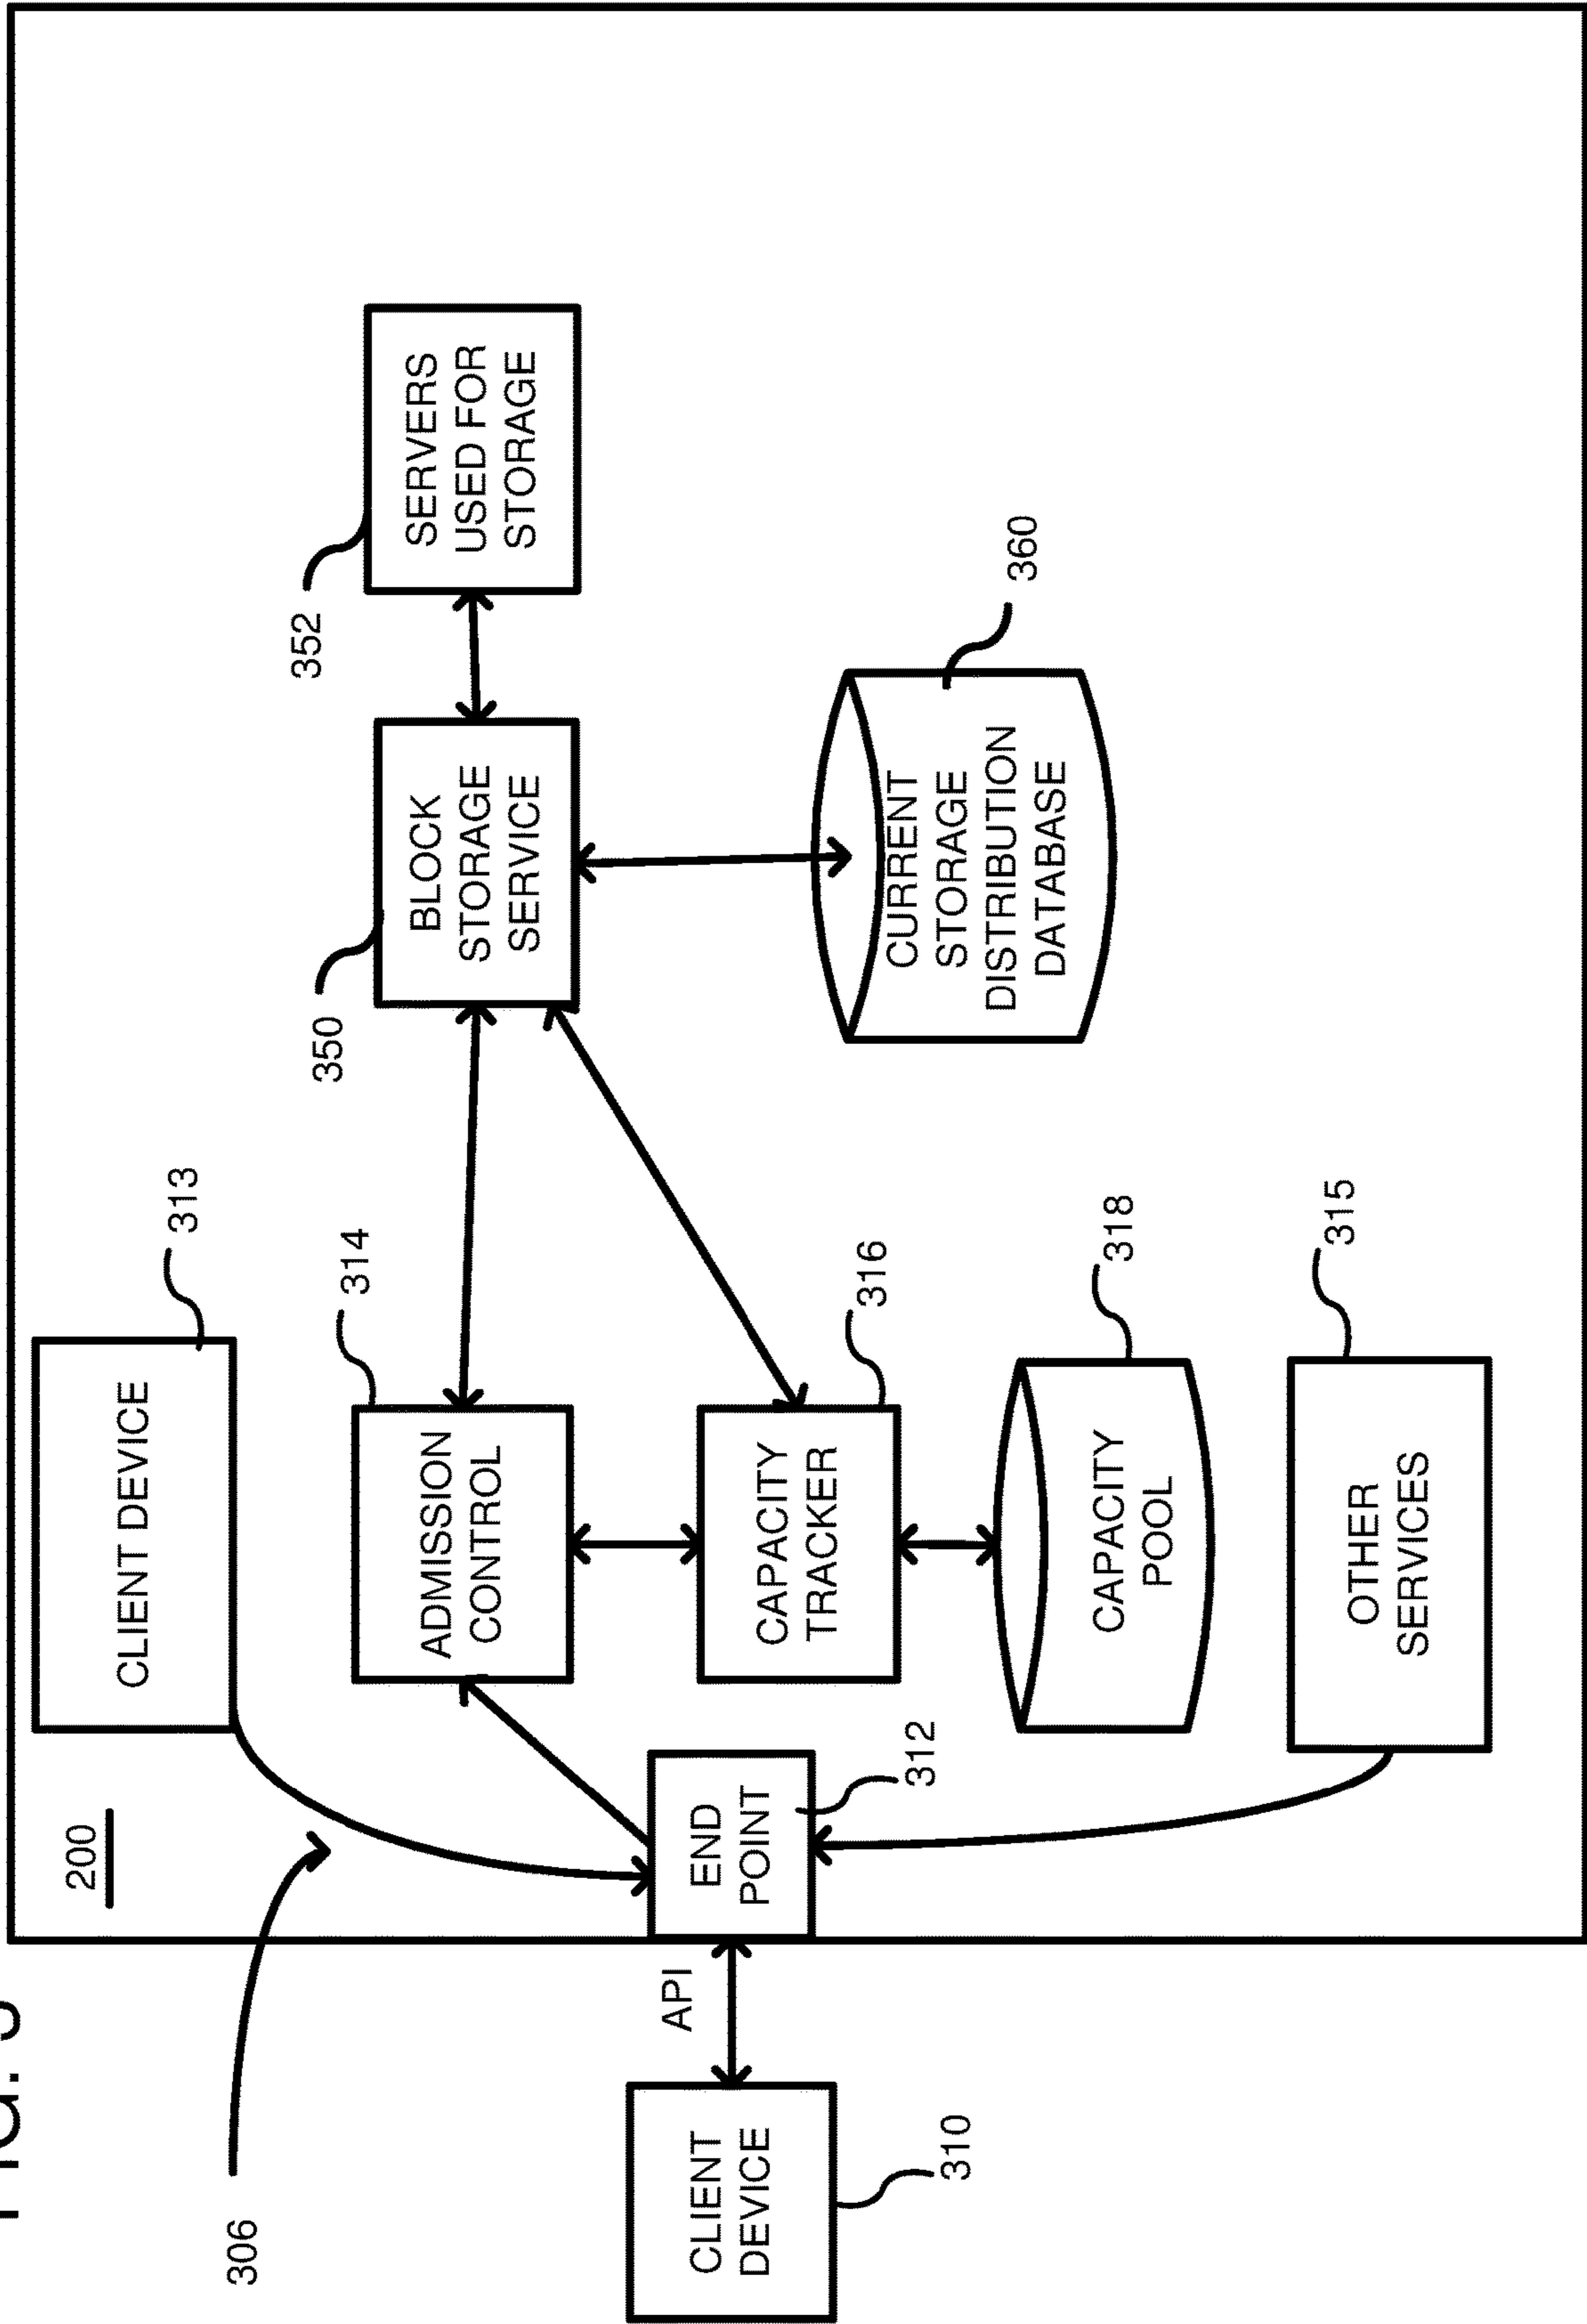 FIG.
200
306
CLIENT DEVICE
313
352
350
314
SERVERS
USED FOR
STORAGE
BLOCK
STORAGE
SERVICE
ADMISSION
CONTROL
API
CLIENT
DEVICE
310
END
POINT
312
CAPACITY
TRACKER
316
CURRENT
STORAGE
DISTRIBUTION
DATABASE
360
CAPACITY
POOL
318
OTHER
SERVICES
315